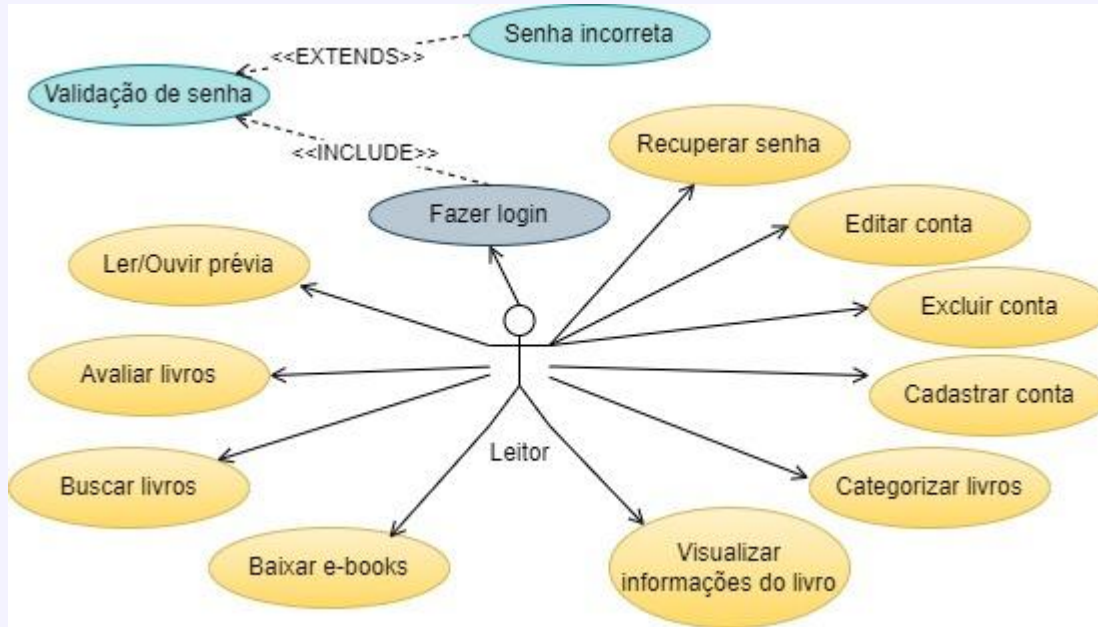 Senha incorreta
<<EXTENDS>>
Validação de senha
<<INCLUDE>>
Recuperar senha
Fazer login
Editar conta
Ler/Ouvir prévia
Excluir conta
Avaliar livros
Cadastrar conta
Leitor
Buscar livros
Categorizar livros
Baixar e-books
Visualizar
informações do livro